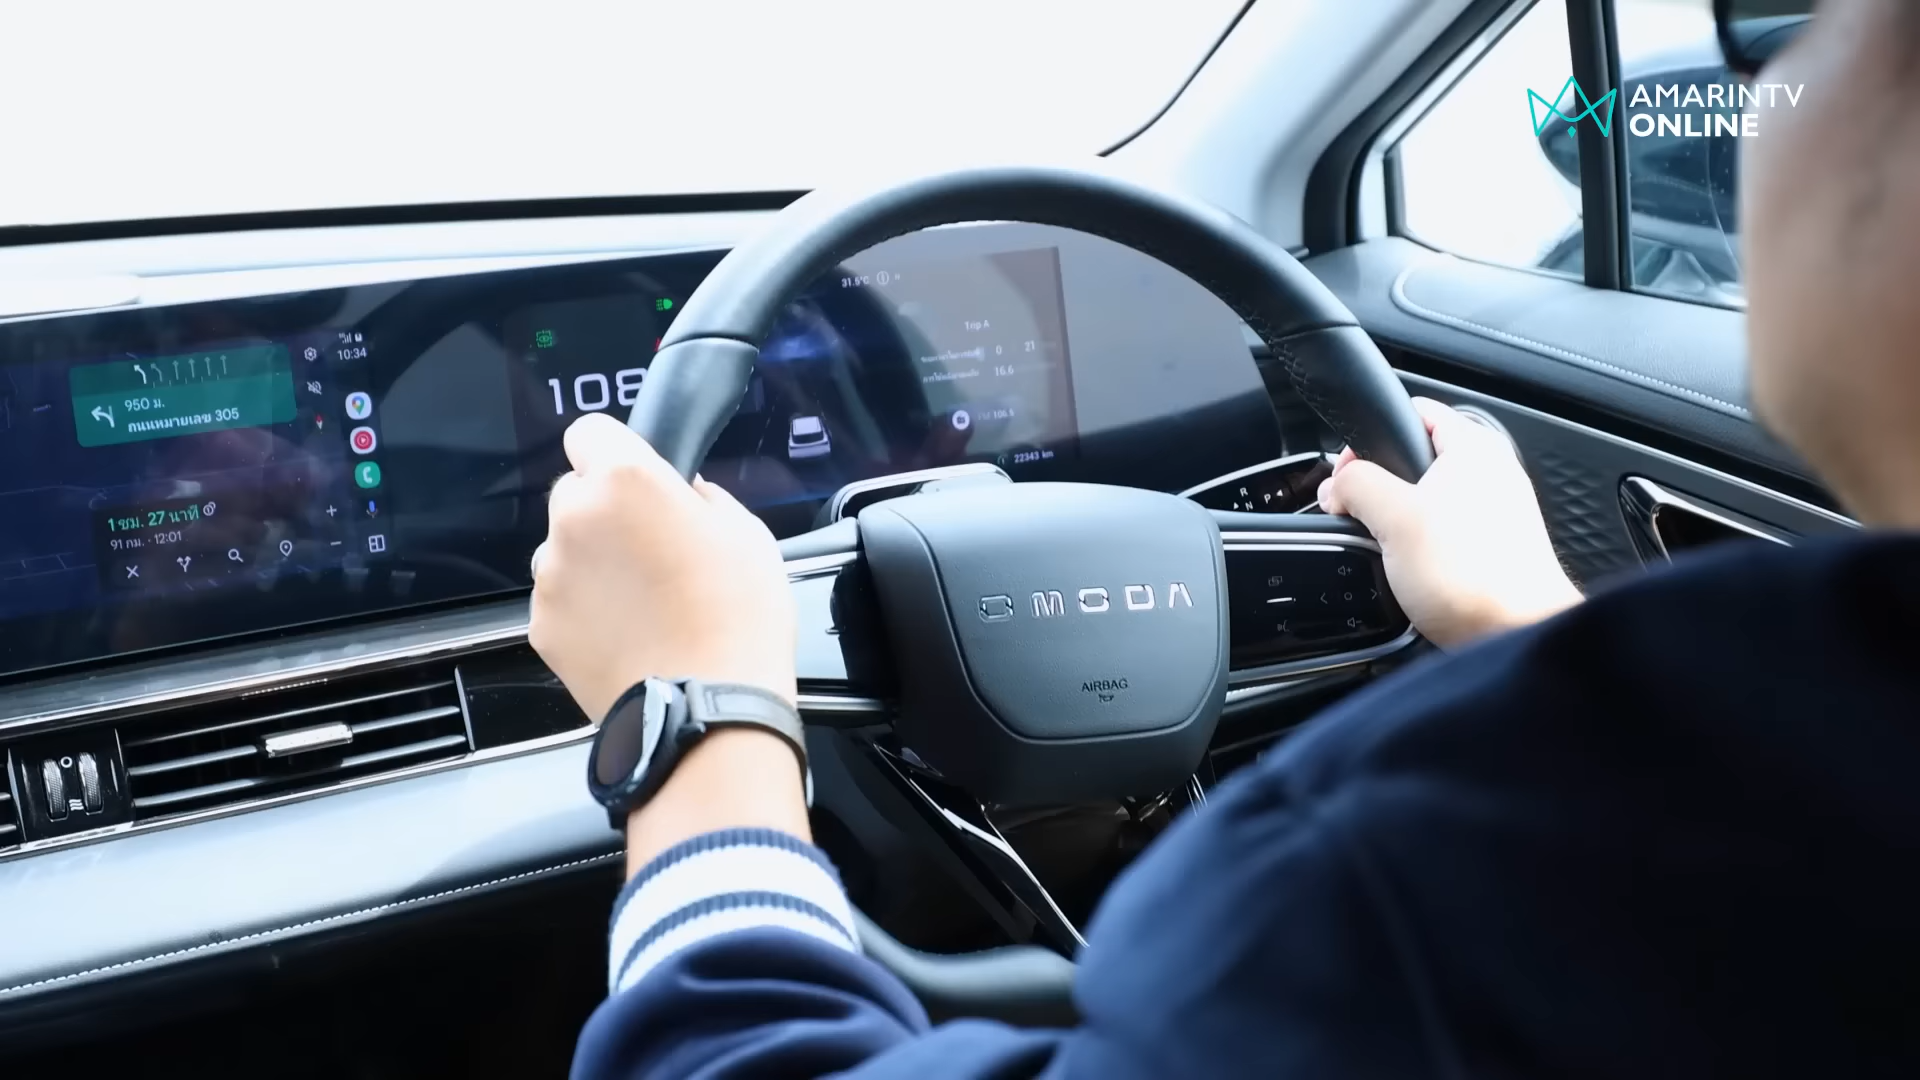 AMARINTV
ONLINE
10:34
950 ม.
ถนนหมายเลข 305
1 ชม. 27 นาที
91 กม. · 12:01
108
31.5°C
Trip A
0 21
16.6
22343 km
R
N
P
OMODA
AIRBAG